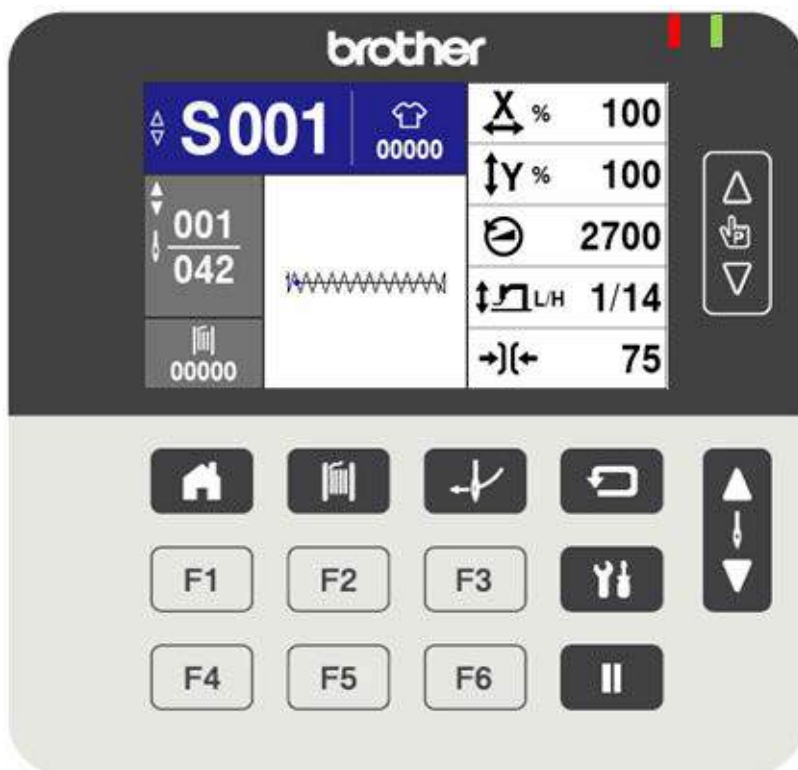 brother
S001
00000
X % 100
Y % 100
2700
L/H 1/14
75
001
042
00000
P
F1 F2 F3
F4 F5 F6